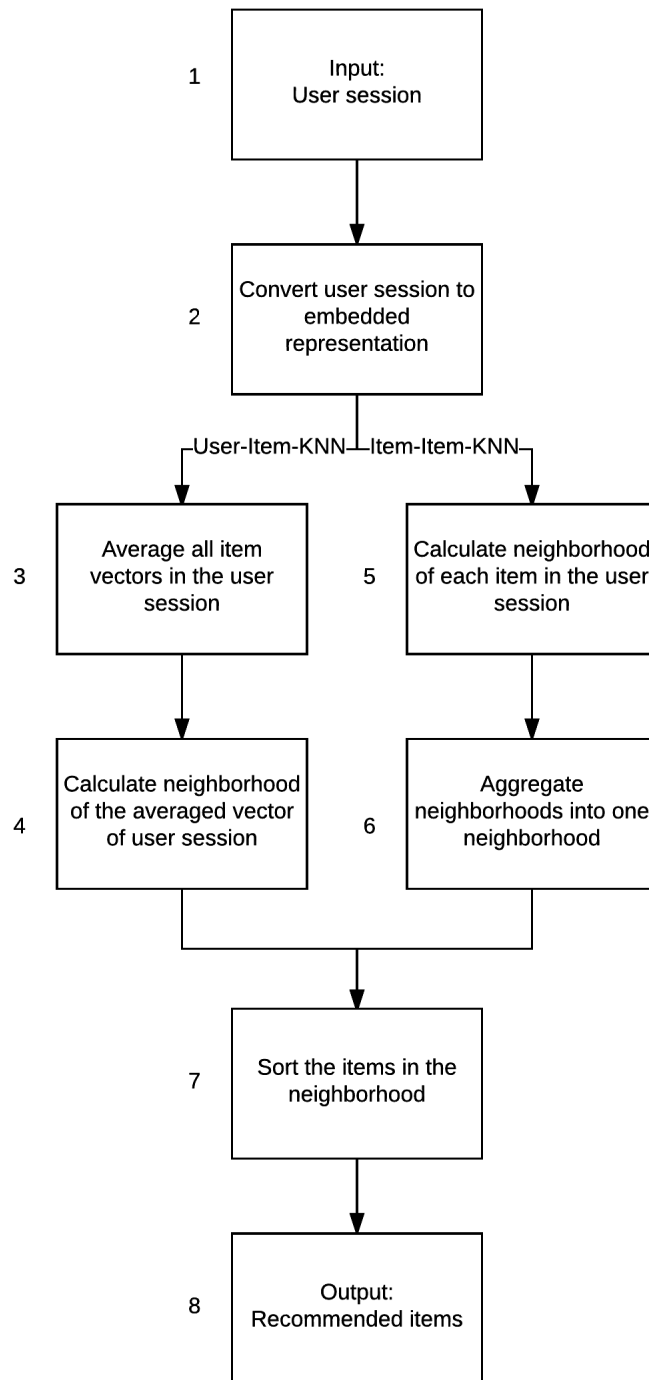 1
Input:
User session
2
Convert user session to
embedded
representation
User-Item-KNN
Item-Item-KNN
3
Average all item
vectors in the user
session
5
Calculate neighborhood
of each item in the user
session
4
Calculate neighborhood
of the averaged vector
of user session
6
Aggregate
neighborhoods into one
neighborhood
7
Sort the items in the
neighborhood
8
Output:
Recommended items